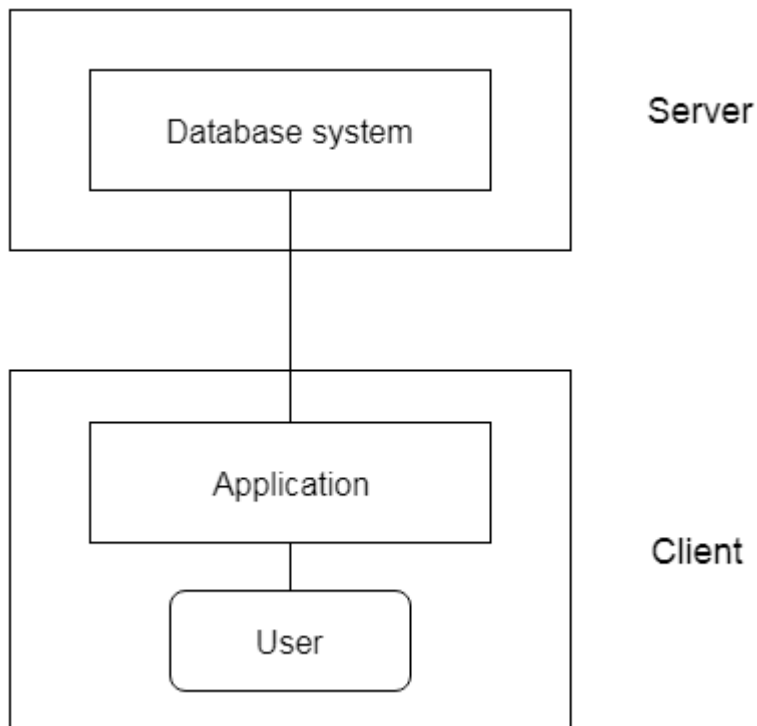 Database system
Server
Application
Client
User